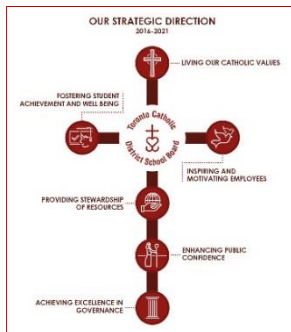 OUR STRATEGIC DIRECTION
2016-2021
LIVING OUR CATHOLIC VALUES
FOSTERING STUDENT
ACHIEVEMENT AND WELL BEING
Toronto Catholic
District School Board
INSPIRING AND
MOTIVATING EMPLOYEES
PROVIDING STEWARDSHIP
OF RESOURCES
ENHANCING PUBLIC
CONFIDENCE
ACHIEVING EXCELLENCE IN
GOVERNANCE